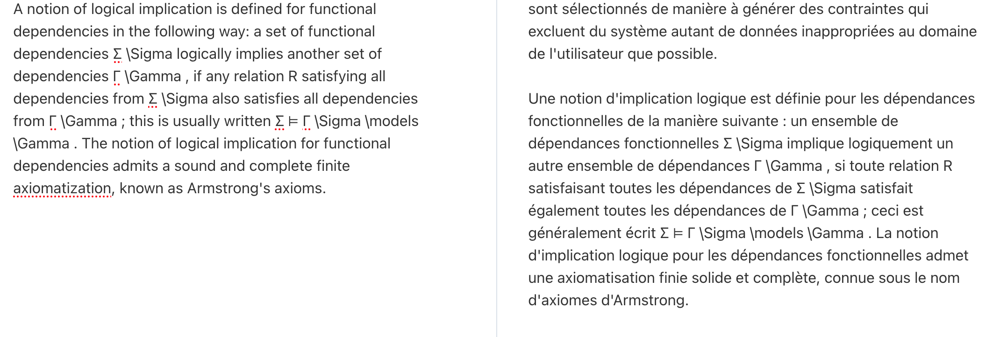 A notion of logical implication is defined for functional
dependencies in the following way: a set of functional
dependencies Σ \Sigma logically implies another set of
dependencies Γ \Gamma , if any relation R satisfying all
dependencies from Σ \Sigma also satisfies all dependencies
from Γ \Gamma ; this is usually written Σ ⊨ Γ \Sigma \models
\Gamma . The notion of logical implication for functional
dependencies admits a sound and complete finite
axiomatization, known as Armstrong's axioms.
sont sélectionnés de manière à générer des contraintes qui
excluent du système autant de données inappropriées au domaine
de l'utilisateur que possible.
Une notion d'implication logique est définie pour les dépendances
fonctionnelles de la manière suivante : un ensemble de
dépendances fonctionnelles Σ \Sigma implique logiquement un
autre ensemble de dépendances Γ \Gamma , si toute relation R
satisfaisant toutes les dépendances de Σ \Sigma satisfait
également toutes les dépendances de Γ \Gamma ; ceci est
généralement écrit Σ ⊨ Γ \Sigma \models \Gamma . La notion
d'implication logique pour les dépendances fonctionnelles admet
une axiomatisation finie solide et complète, connue sous le nom
d'axiomes d'Armstrong.